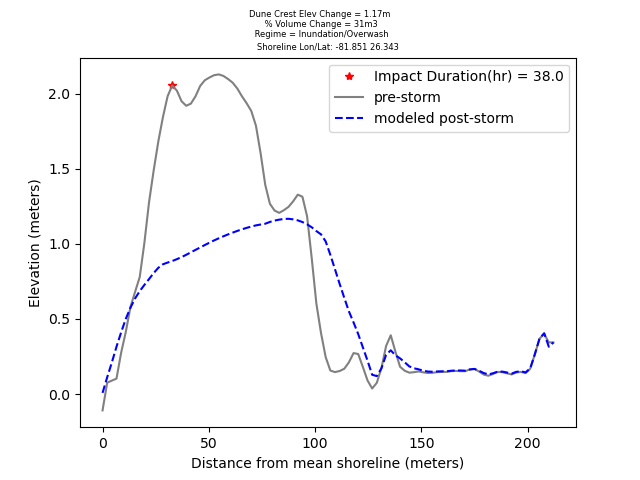 Dune Crest Elev Change = 1.17m
% Volume Change = 31m3
Regime = Inundation/Overwash
Shoreline Lon/Lat: -81.851 26.343
Impact Duration(hr) = 38.0
pre-storm
modeled post-storm
Elevation (meters)
2.0
1.5
1.0
0.5
0.0
0 50 100 150 200
Distance from mean shoreline (meters)